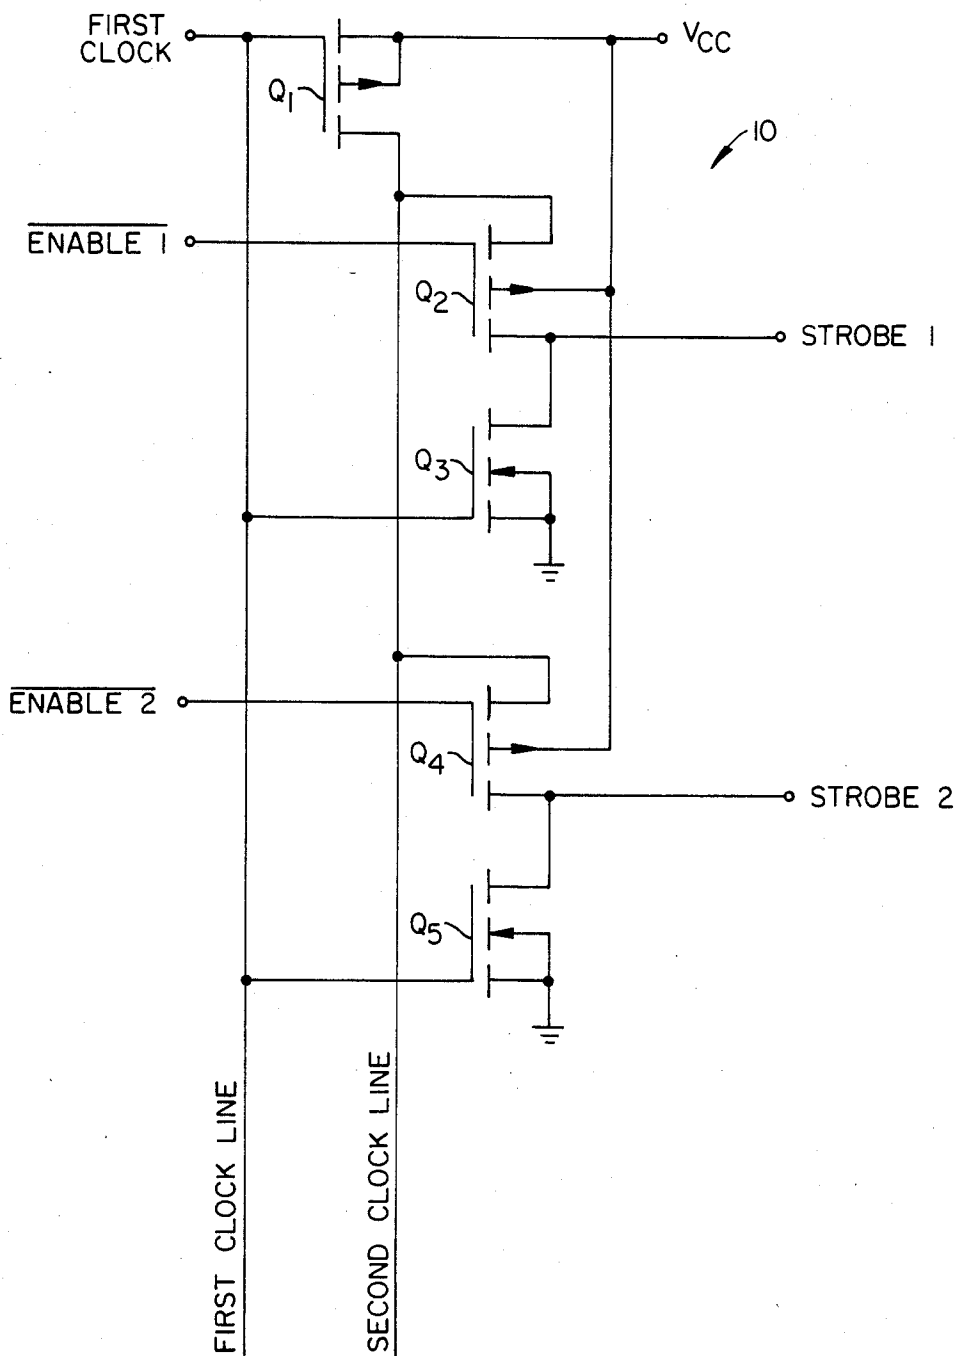 FIRST
CLOCK
VCC
Q1
10
ENABLE 1
Q2
STROBE 1
Q3
ENABLE 2
Q4
STROBE 2
Q5
FIRST CLOCK LINE
SECOND CLOCK LINE